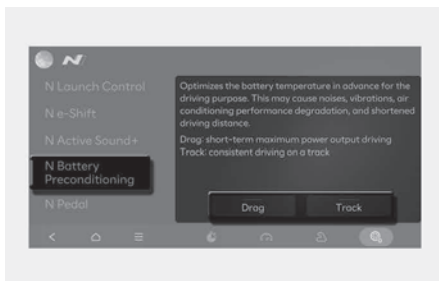 N
N Launch Control
N e-Shift
N Active Sound+
N Battery
Preconditioning
N Pedal
Optimizes the battery temperature in advance for the
driving purpose. This may cause noises, vibrations, air
conditioning performance degradation, and shortened
driving distance.
Drag: short-term maximum power output driving
Track: consistent driving on a track
Drag
Track